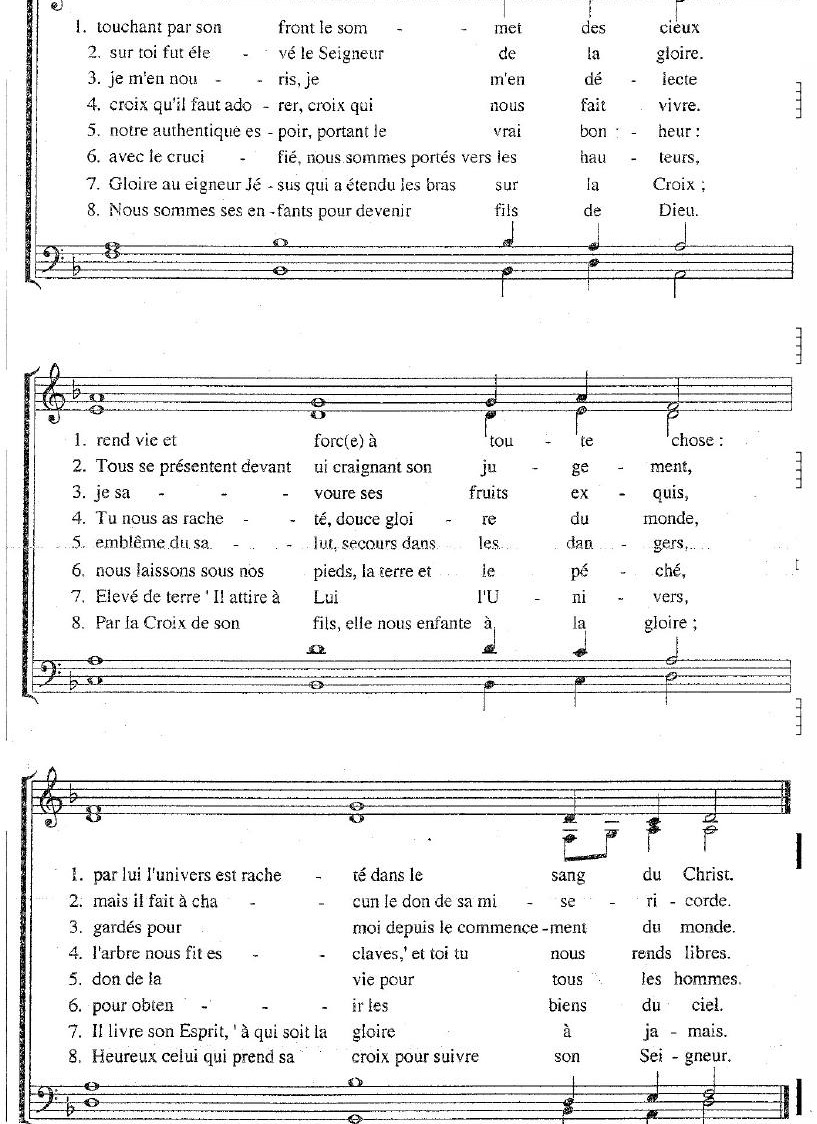 1. touchant par son front le som - - met des cieux
2. sur toi fut éle - vé le Seigneur de la gloire.
3. je m'en nou - - ris, je m'en dé - lecte
4. croix qu'il faut ado - rer, croix qui nous fait vivre.
5. notre authentique es - poir, portant le vrai bon - heur :
6. avec le cruci - fié, nous sommes portés vers les hau - teurs,
7. Gloire au eigneur Jé - sus qui a étendu les bras sur la Croix ;
8. Nous sommes ses en - fants pour devenir fils de Dieu.
1. rend vie et forc(e) à tou - te chose :
2. Tous se présentent devant ui craignant son ju - ge - ment,
3. je sa - - - voure ses fruits ex - quis,
4. Tu nous as rache - - té, douce gloi - re du monde,
5. emblême du sa - - lut, secours dans les dan - gers,
6. nous laissons sous nos pieds, la terre et le pé - ché,
7. Elevé de terre ' Il attire à Lui l'U - ni - vers,
8. Par la Croix de son fils, elle nous enfante à la gloire ;
1. par lui l'univers est rache - té dans le sang du Christ.
2. mais il fait à cha - - cun le don de sa mi - se - ri - corde.
3. gardés pour moi depuis le commence - ment du monde.
4. l'arbre nous fit es - - claves,' et toi tu nous rends libres.
5. don de la vie pour tous les hommes.
6. pour obten - - - ir les biens du ciel.
7. Il livre son Esprit, ' à qui soit la gloire à ja - mais.
8. Heureux celui qui prend sa croix pour suivre son Sei - gneur.